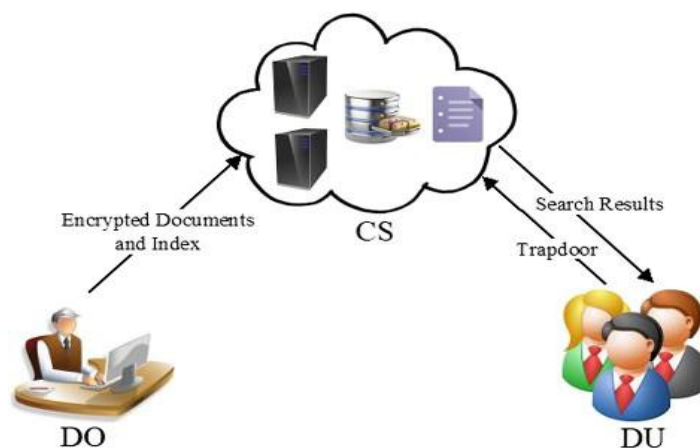 Encrypted Documents
and Index
CS
Search Results
Trapdoor
DO
DU